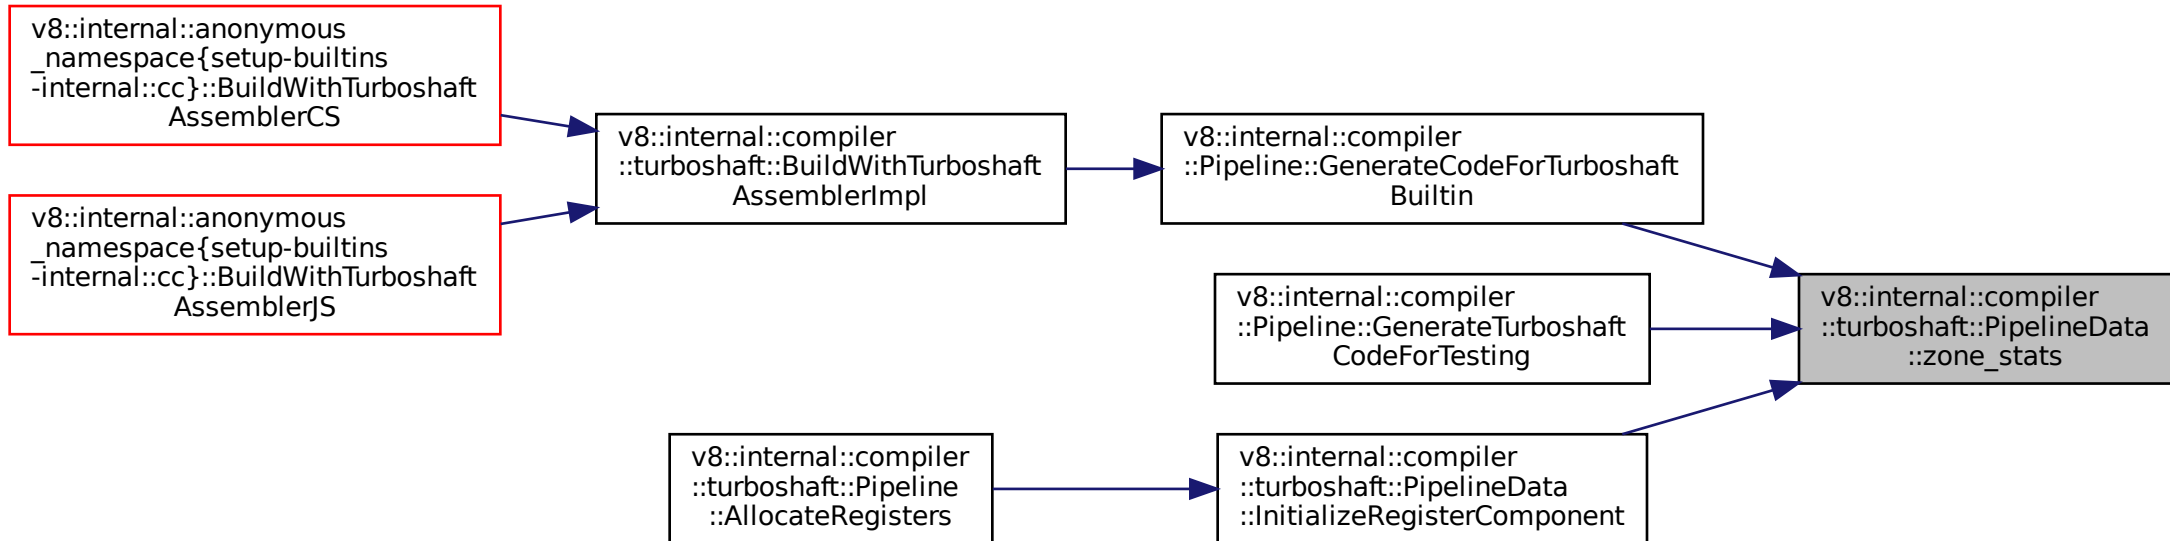 v8::internal::anonymous
_namespace{setup-builtins
-internal::cc}::BuildWithTurboshaft
AssemblerCS
v8::internal::anonymous
_namespace{setup-builtins
-internal::cc}::BuildWithTurboshaft
AssemblerJS
v8::internal::compiler
::turboshaft::BuildWithTurboshaft
AssemblerImpl
v8::internal::compiler
::Pipeline::GenerateCodeForTurboshaft
Builtin
v8::internal::compiler
::Pipeline::GenerateTurboshaft
CodeForTesting
v8::internal::compiler
::turboshaft::PipelineData
::zone_stats
v8::internal::compiler
::turboshaft::Pipeline
::AllocateRegisters
v8::internal::compiler
::turboshaft::PipelineData
::InitializeRegisterComponent